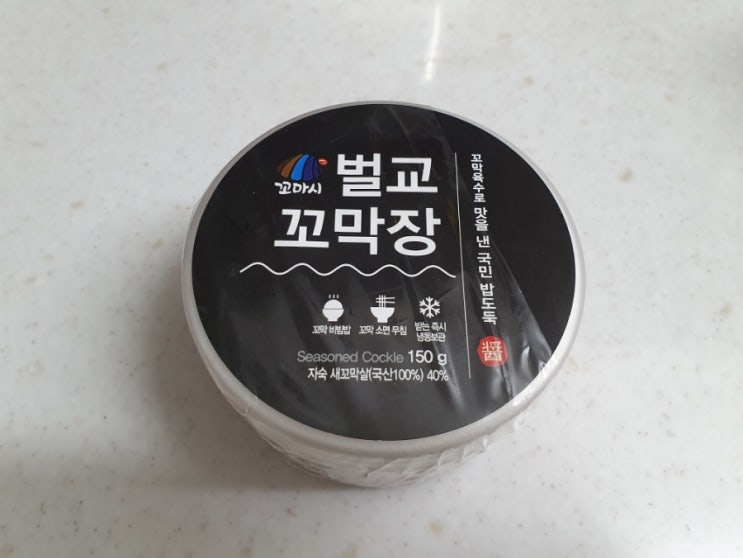 꼬마시
벌교
꼬막장
꼬막육수로 맛을 낸 국민 밥도둑
醬
꼬막 비빔밥
꼬막 소면 무침
받는 즉시
냉동보관
Seasoned Cockle 150 g
자숙 새꼬막살(국산100%) 40%